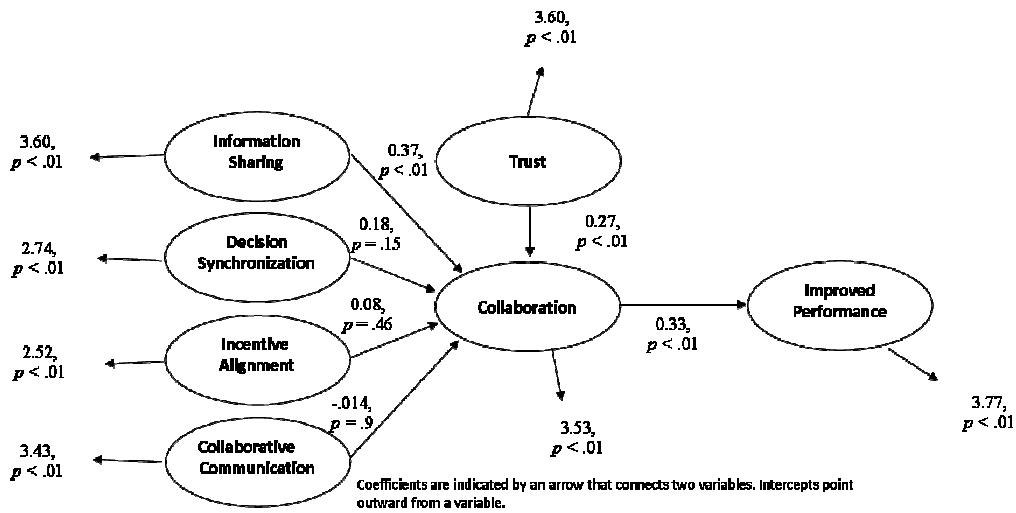 3.60,
p < .01
3.60,
p < .01
Information
Sharing
0.37,
p < .01
Trust
0.27,
p < .01
2.74,
p < .01
Decision
Synchronization
0.18,
p = .15
Collaboration
0.33,
p < .01
Improved
Performance
3.77,
p < .01
2.52,
p < .01
Incentive
Alignment
0.08,
p = .46
3.53,
p < .01
3.43,
p < .01
Collaborative
Communication
-.014,
p = .9
Coefficients are indicated by an arrow that connects two variables. Intercepts point
outward from a variable.